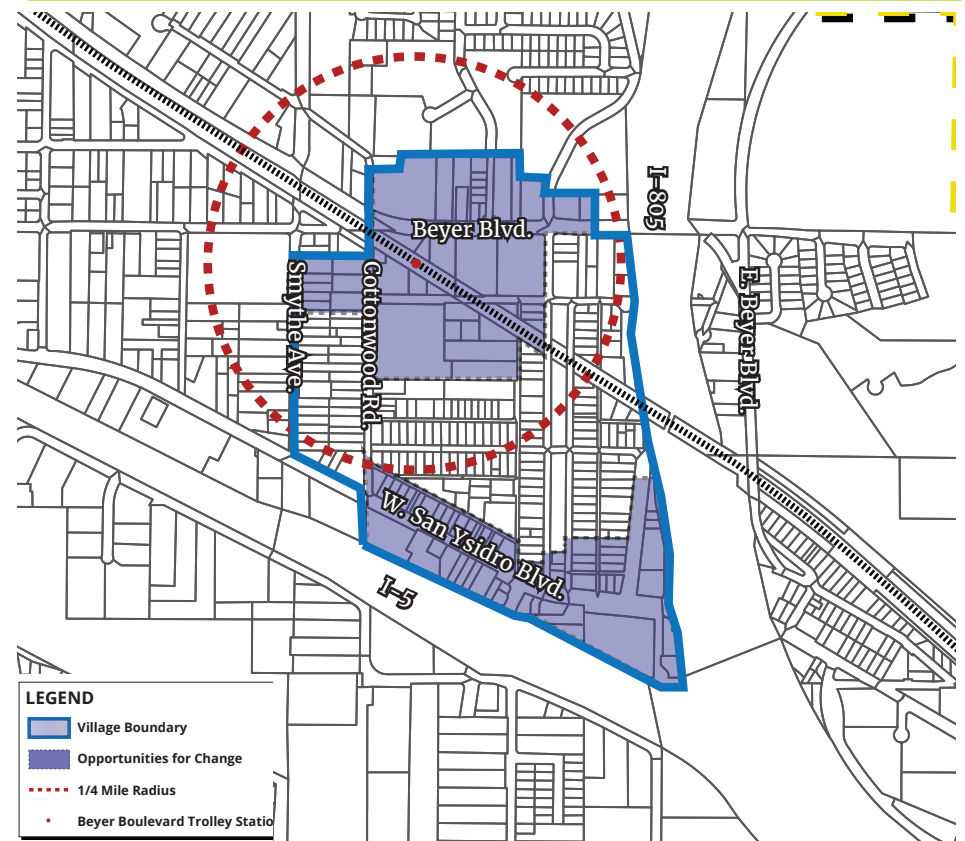 I-805
Beyer Blvd.
E. Beyer Blvd.
Smythe Ave.
Cottonwood Rd.
W. San Ysidro Blvd.
I-5
LEGEND
Village Boundary
Opportunities for Change
1/4 Mile Radius
Beyer Boulevard Trolley Statio